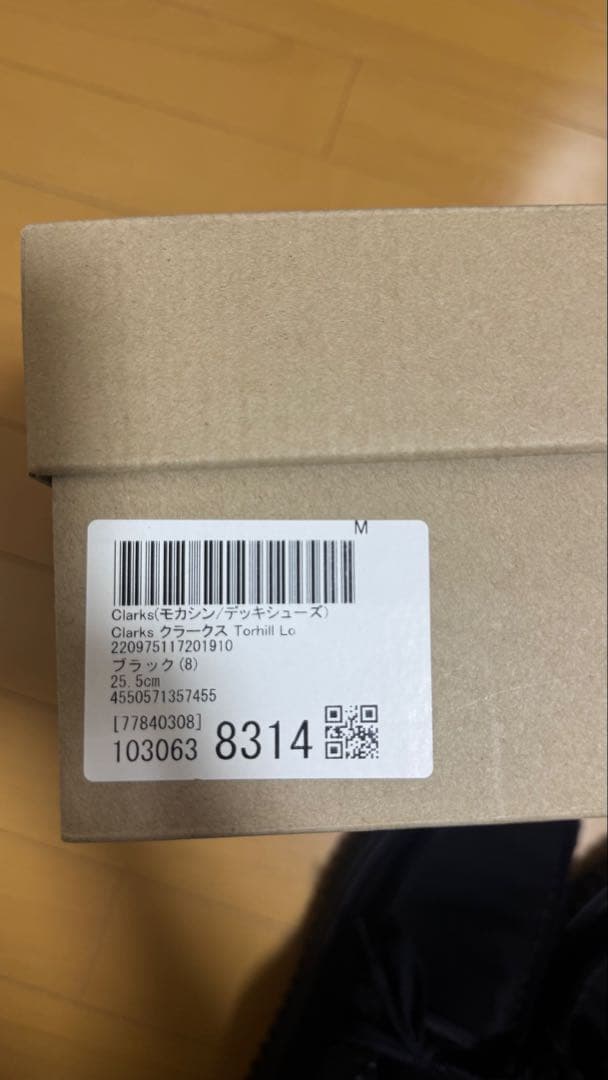 M
Clarks(モカシン/デッキシューズ)
Clarks クラークス Torhill Lo
220975117201910
ブラック(8)
25.5cm
4550571357455
[77840308]
103063 8314